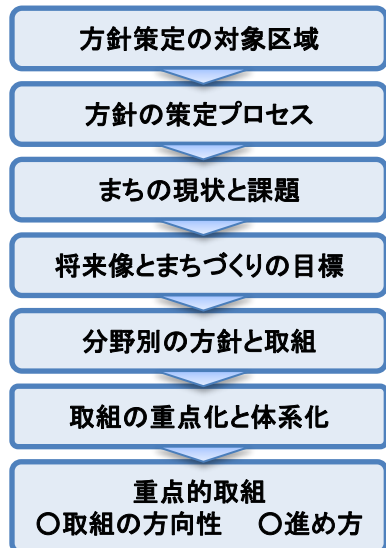 方針策定の対象区域
方針の策定プロセス
まちの現状と課題
将来像とまちづくりの目標
分野別の方針と取組
取組の重点化と体系化
重点的取組
○取組の方向性　○進め方